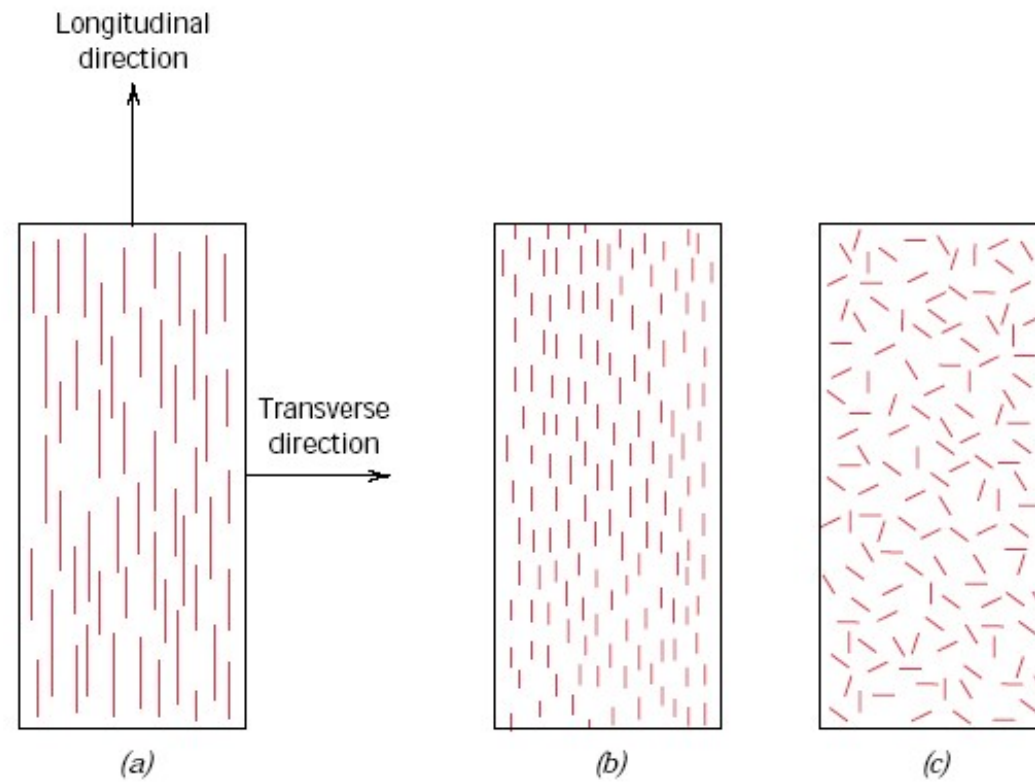 Longitudinal
direction
Transverse
direction
(a)
(b)
(c)